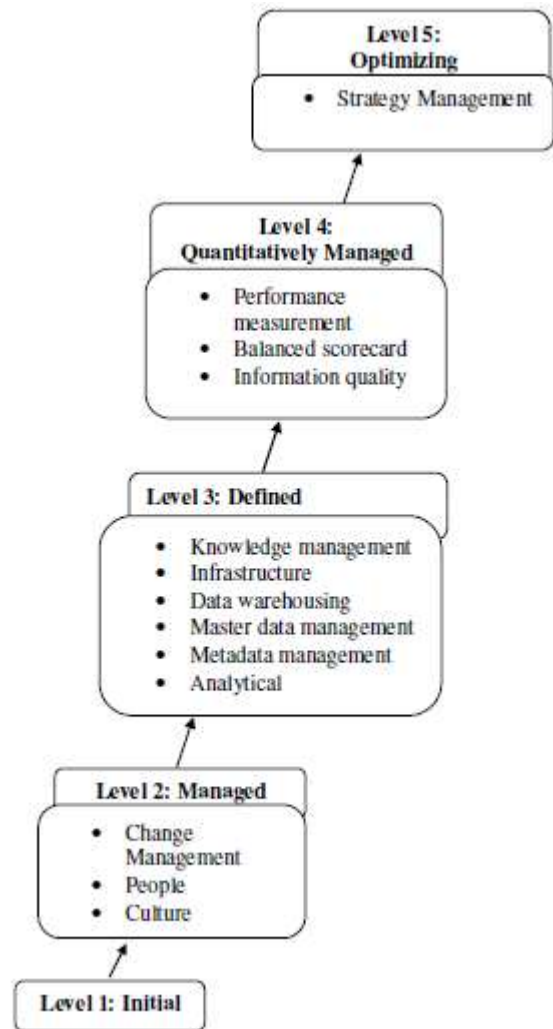 Level 5:
Optimizing
• Strategy Management
Level 4:
Quantitatively Managed
• Performance
measurement
• Balanced scorecard
• Information quality
Level 3: Defined
• Knowledge management
• Infrastructure
• Data warehousing
• Master data management
• Metadata management
• Analytical
Level 2: Managed
• Change
Management
• People
• Culture
Level 1: Initial